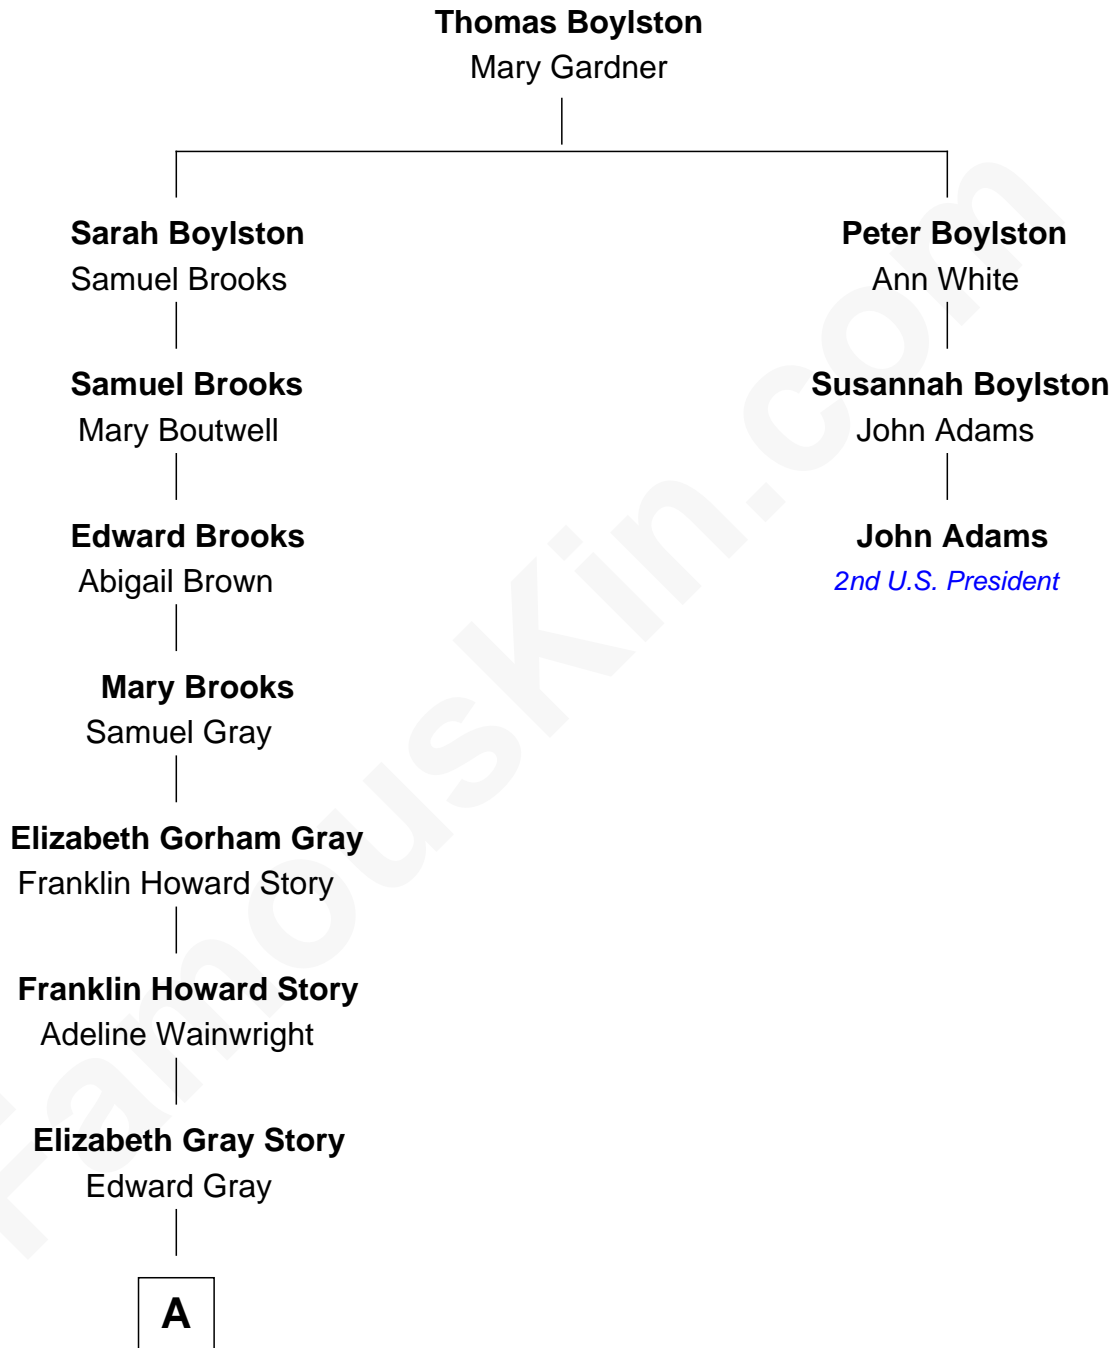 Thomas Boylston
Mary Gardner
Sarah Boylston
Samuel Brooks
Peter Boylston
Ann White
Samuel Brooks
Mary Boutwell
Susannah Boylston
John Adams
Edward Brooks
Abigail Brown
John Adams
2nd U.S. President
Mary Brooks
Samuel Gray
Elizabeth Gorham Gray
Franklin Howard Story
Franklin Howard Story
Adeline Wainwright
Elizabeth Gray Story
Edward Gray
A
FamousKin.com